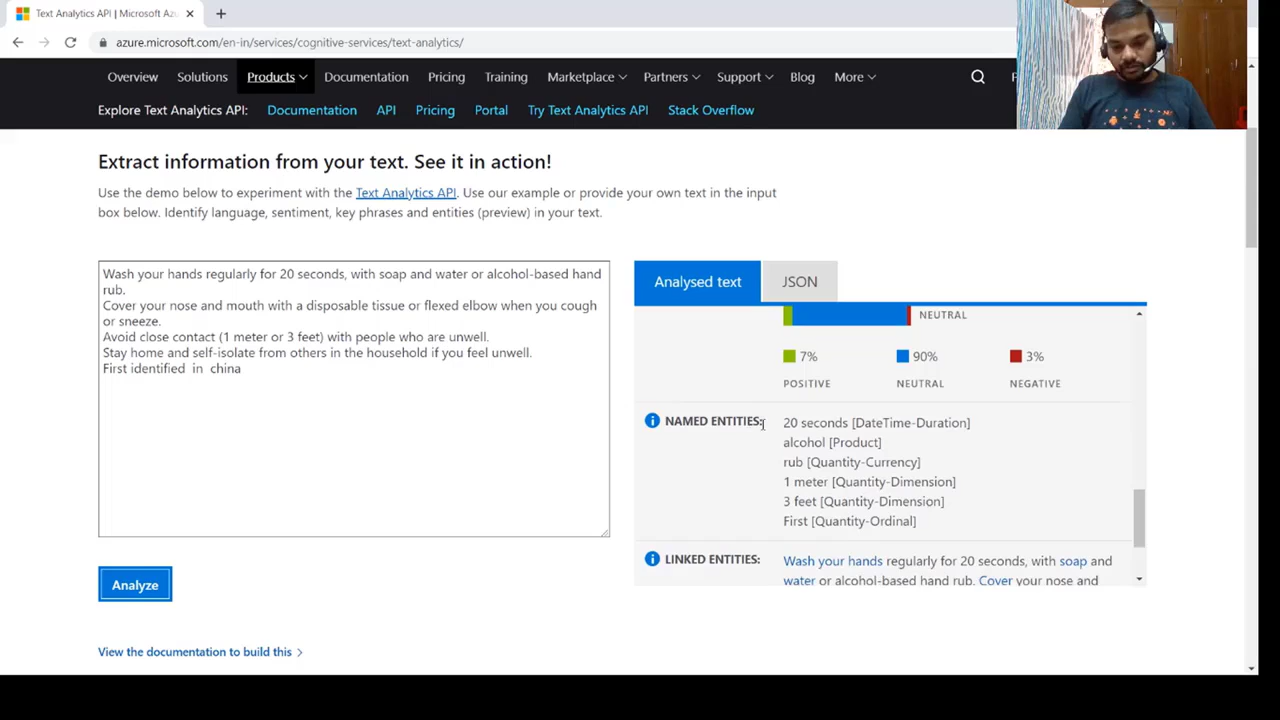 Text Analytics API | Microsoft Az
azure.microsoft.com/en-in/services/cognitive-services/text-analytics/
Overview Solutions Products Documentation Pricing Training Marketplace Partners Support Blog More
Explore Text Analytics API: Documentation API Pricing Portal Try Text Analytics API Stack Overflow
Extract information from your text. See it in action!
Use the demo below to experiment with the Text Analytics API. Use our example or provide your own text in the input
box below. Identify language, sentiment, key phrases and entities (preview) in your text.
Wash your hands regularly for 20 seconds, with soap and water or alcohol-based hand
rub.
Cover your nose and mouth with a disposable tissue or flexed elbow when you cough
or sneeze.
Avoid close contact (1 meter or 3 feet) with people who are unwell.
Stay home and self-isolate from others in the household if you feel unwell.
First identified in china
Analyze
View the documentation to build this
Analysed text JSON
NEUTRAL
7% 90% 3%
POSITIVE NEUTRAL NEGATIVE
NAMED ENTITIES: 20 seconds [DateTime-Duration]
alcohol [Product]
rub [Quantity-Currency]
1 meter [Quantity-Dimension]
3 feet [Quantity-Dimension]
First [Quantity-Ordinal]
LINKED ENTITIES: Wash your hands regularly for 20 seconds, with soap and
water or alcohol-based hand rub. Cover your nose and